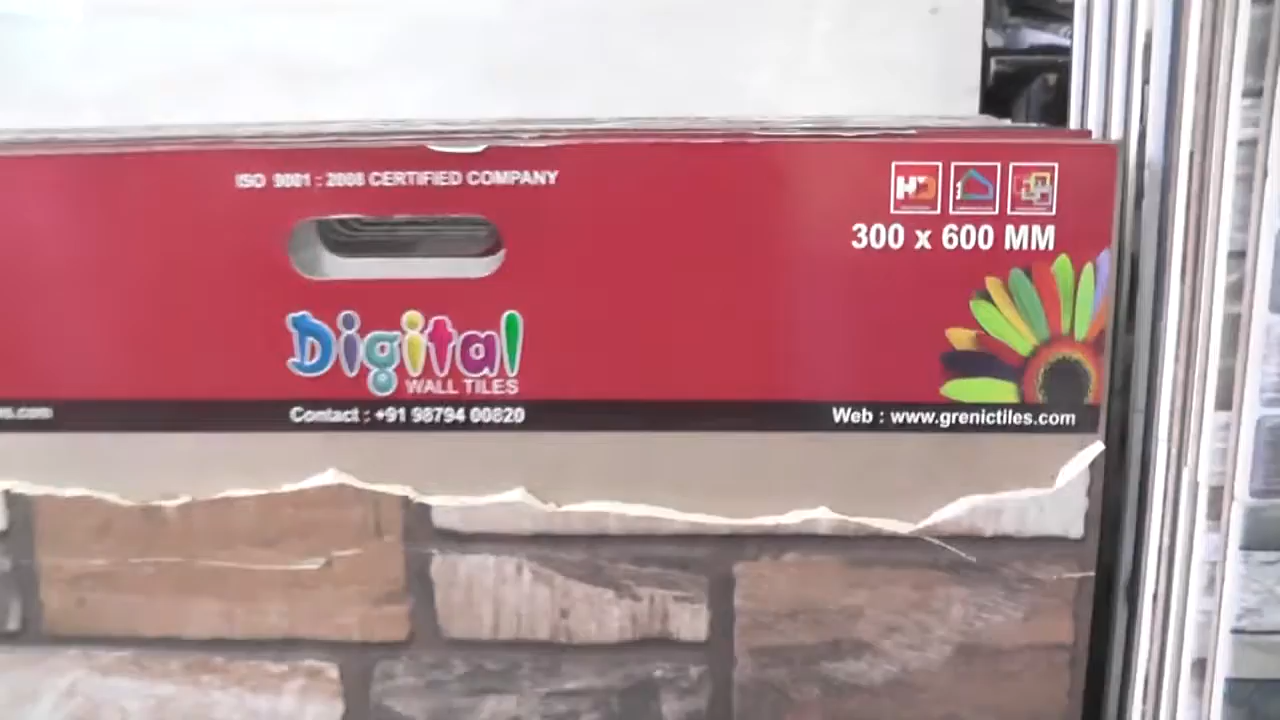 ISO 9001 : 2008 CERTIFIED COMPANY
HD
300 x 600 MM
Digital
WALL TILES
Contact : +91 98794 00820
Web : www.grenictiles.com